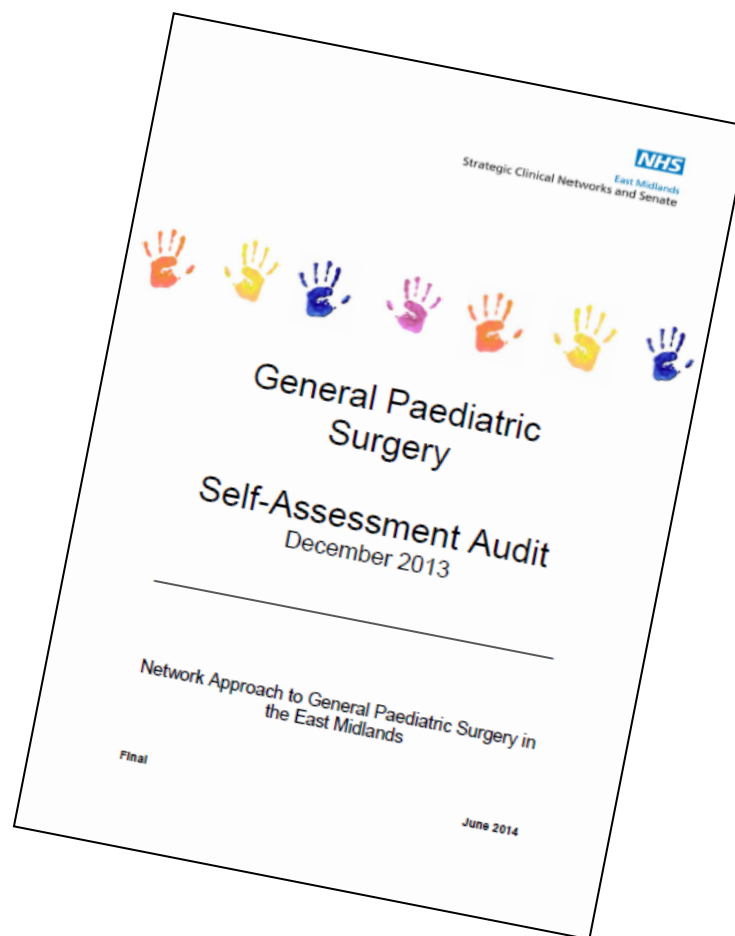 NHS
East Midlands
Strategic Clinical Networks and Senate
General Paediatric
Surgery
Self-Assessment Audit
December 2013
Network Approach to General Paediatric Surgery in
the East Midlands
Final
June 2014